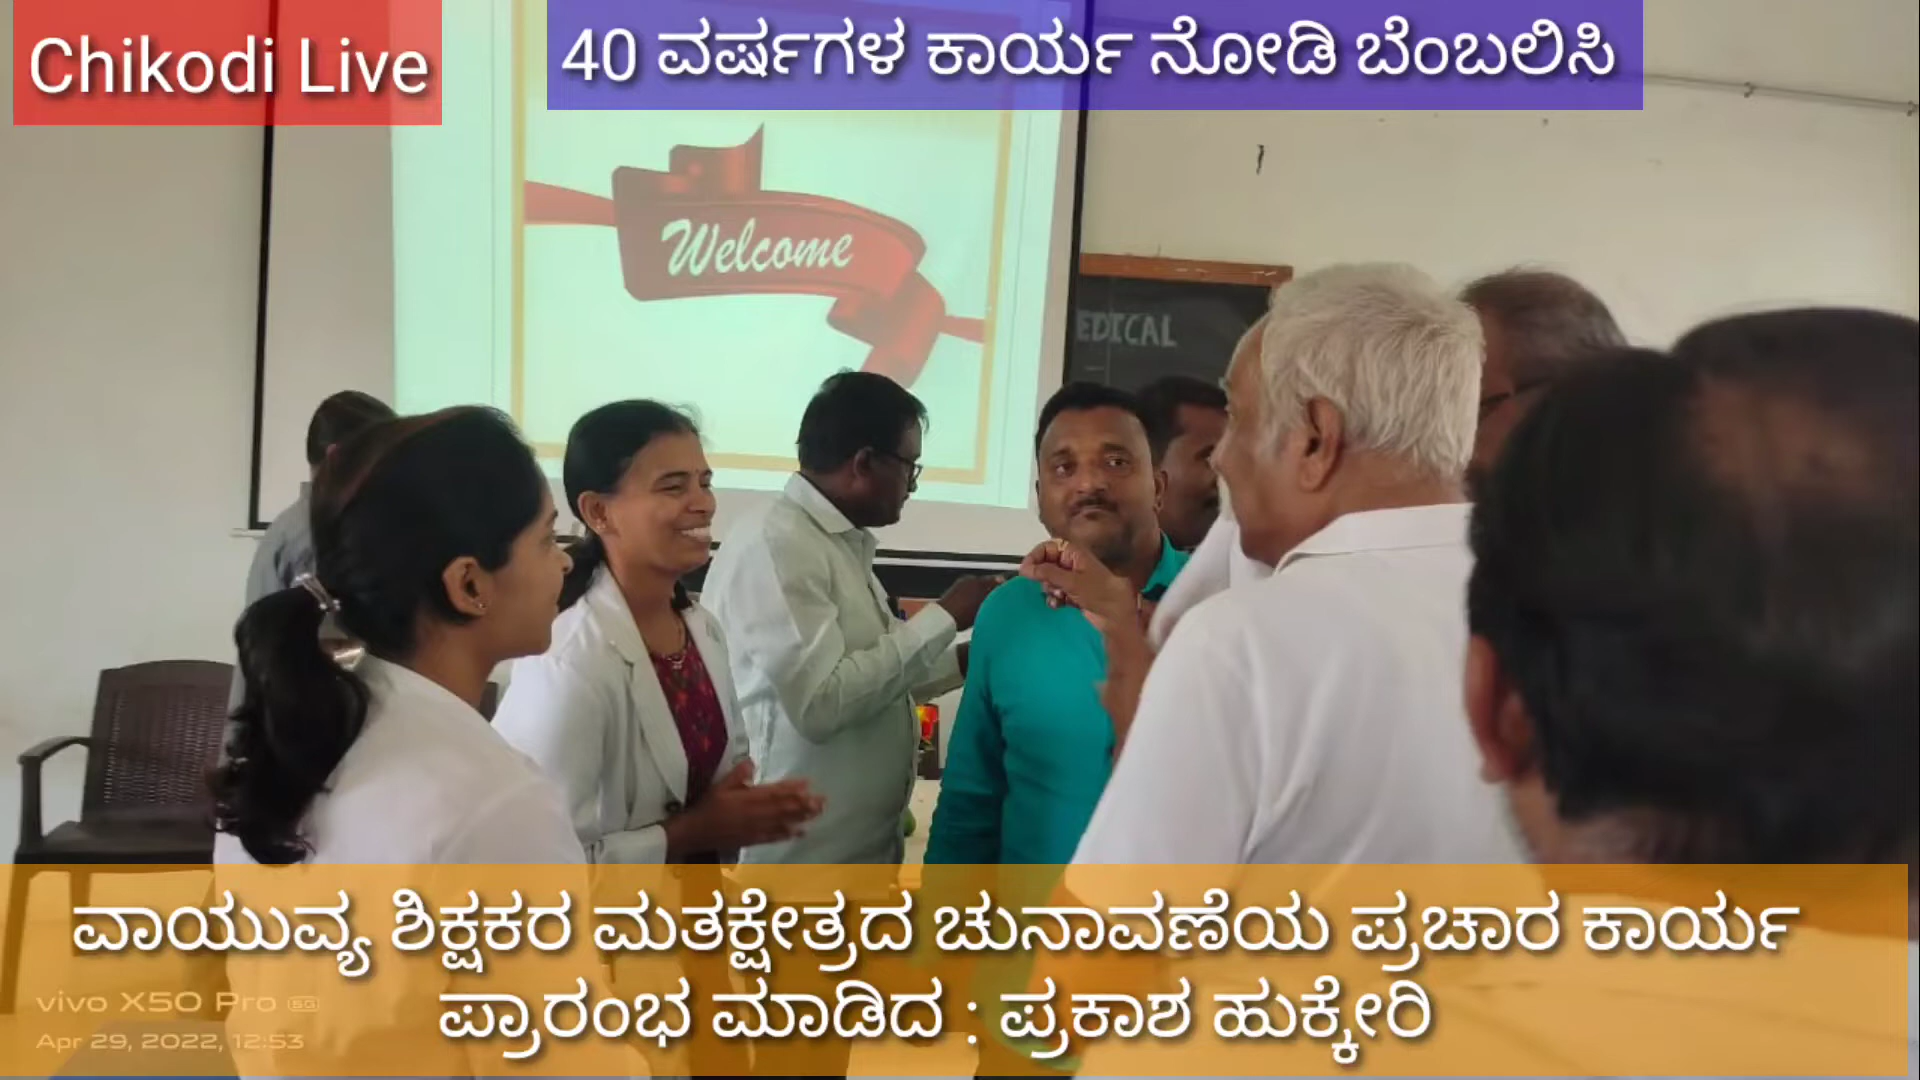 Chikodi Live
40 ವರ್ಷಗಳ ಕಾರ್ಯ ನೋಡಿ ಬೆಂಬಲಿಸಿ
Welcome
EDICAL
ವಾಯುವ್ಯ ಶಿಕ್ಷಕರ ಮತಕ್ಷೇತ್ರದ ಚುನಾವಣೆಯ ಪ್ರಚಾರ ಕಾರ್ಯ
ಪ್ರಾರಂಭ ಮಾಡಿದ : ಪ್ರಕಾಶ ಹುಕ್ಕೇರಿ
vivo X50 Pro 5G
Apr 29, 2022, 12:53